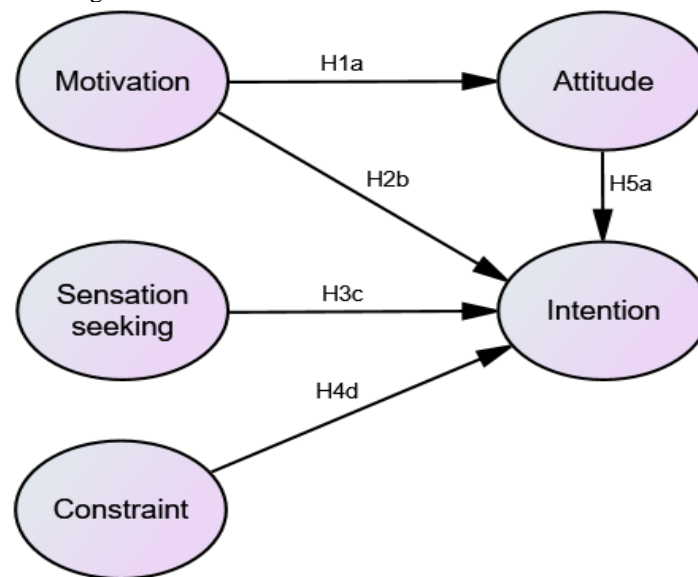 Motivation
H1a
Attitude
H2b
H5a
Sensation
seeking
H3c
Intention
H4d
Constraint